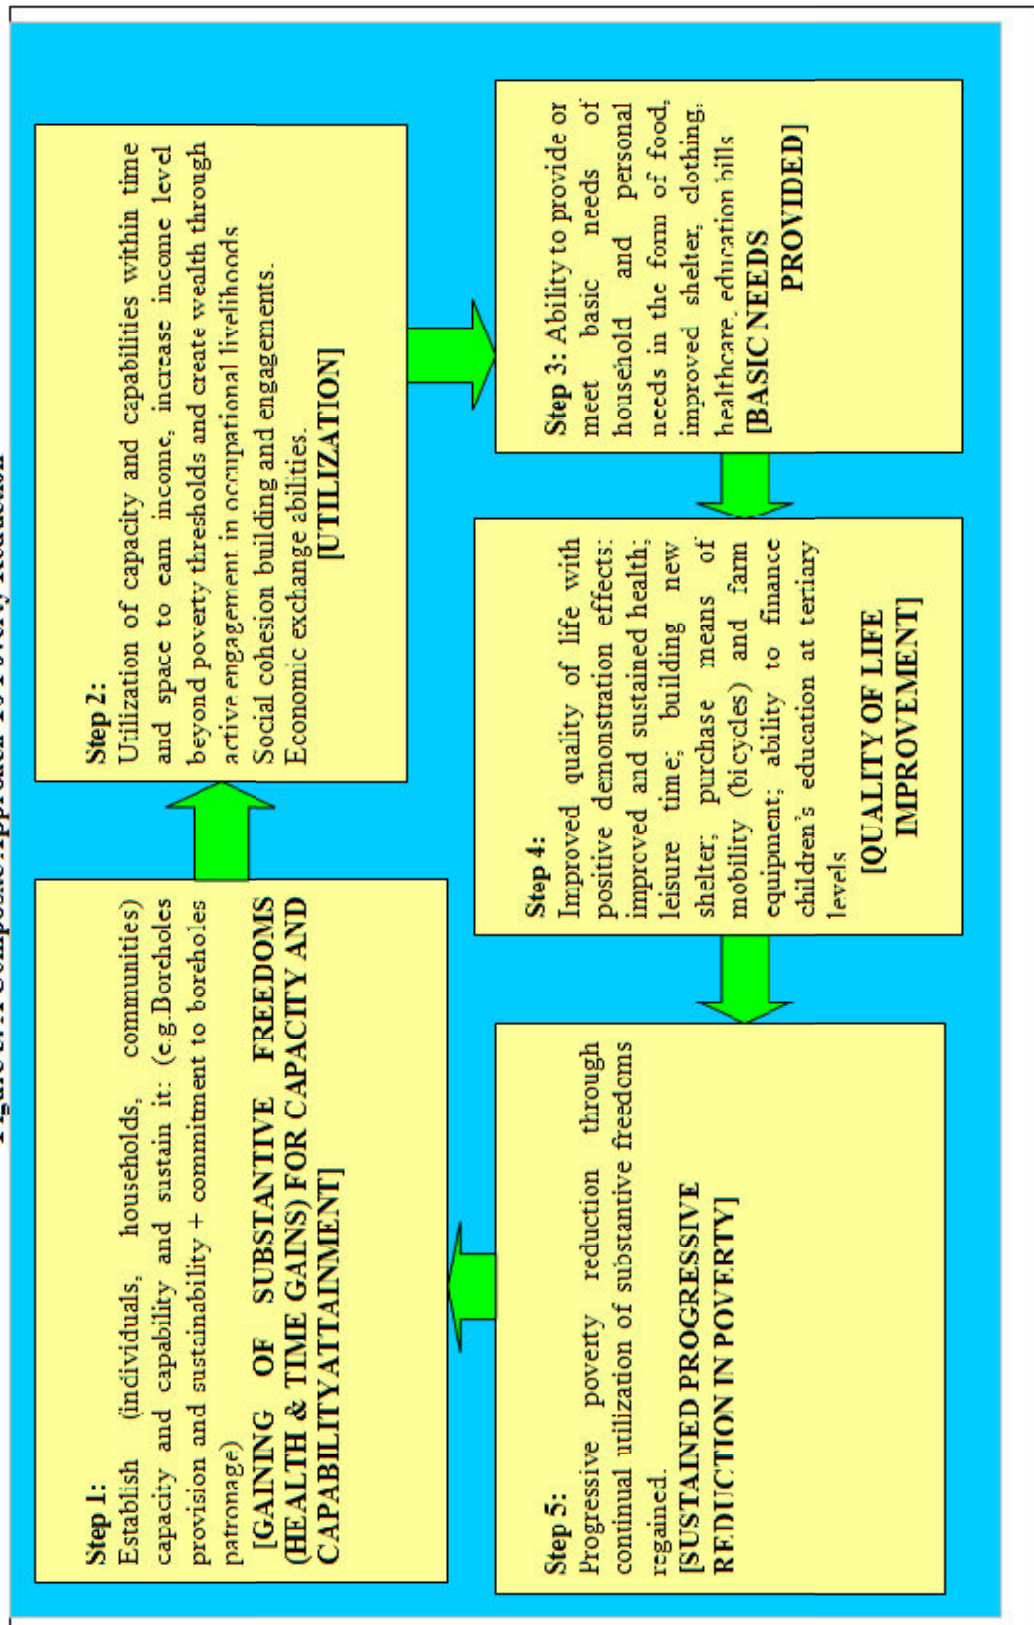 A Composite Approach To Poverty Reduction
Step 1:
Establish (individuals, households, communities)
capacity and capability and sustain it: (e.g.Boreholes
provision and sustainability + commitment to boreholes
patronage)
[GAINING OF SUBSTANTIVE FREEDOMS
(HEALTH & TIME GAINS) FOR CAPACITY AND
CAPABILITYATTAINMENT]
Step 2:
Utilization of capacity and capabilities within time
and space to earn income, increase income level
beyond poverty thresholds and create wealth through
active engagement in occupational livelihoods
Social cohesion building and engagements.
Economic exchange abilities.
[UTILIZATION]
Step 3: Ability to provide or
meet basic needs of
household and personal
needs in the form of food,
improved shelter, clothing,
healthcare, education bills
[BASIC NEEDS
PROVIDED]
Step 4:
Improved quality of life with
positive demonstration effects:
improved and sustained health;
leisure time; building new
shelter; purchase means of
mobility (bicycles) and farm
equipment; ability to finance
children's education at tertiary
levels
[QUALITY OF LIFE
IMPROVEMENT]
Step 5:
Progressive poverty reduction through
continual utilization of substantive freedoms
regained.
[SUSTAINED PROGRESSIVE
REDUCTION IN POVERTY]